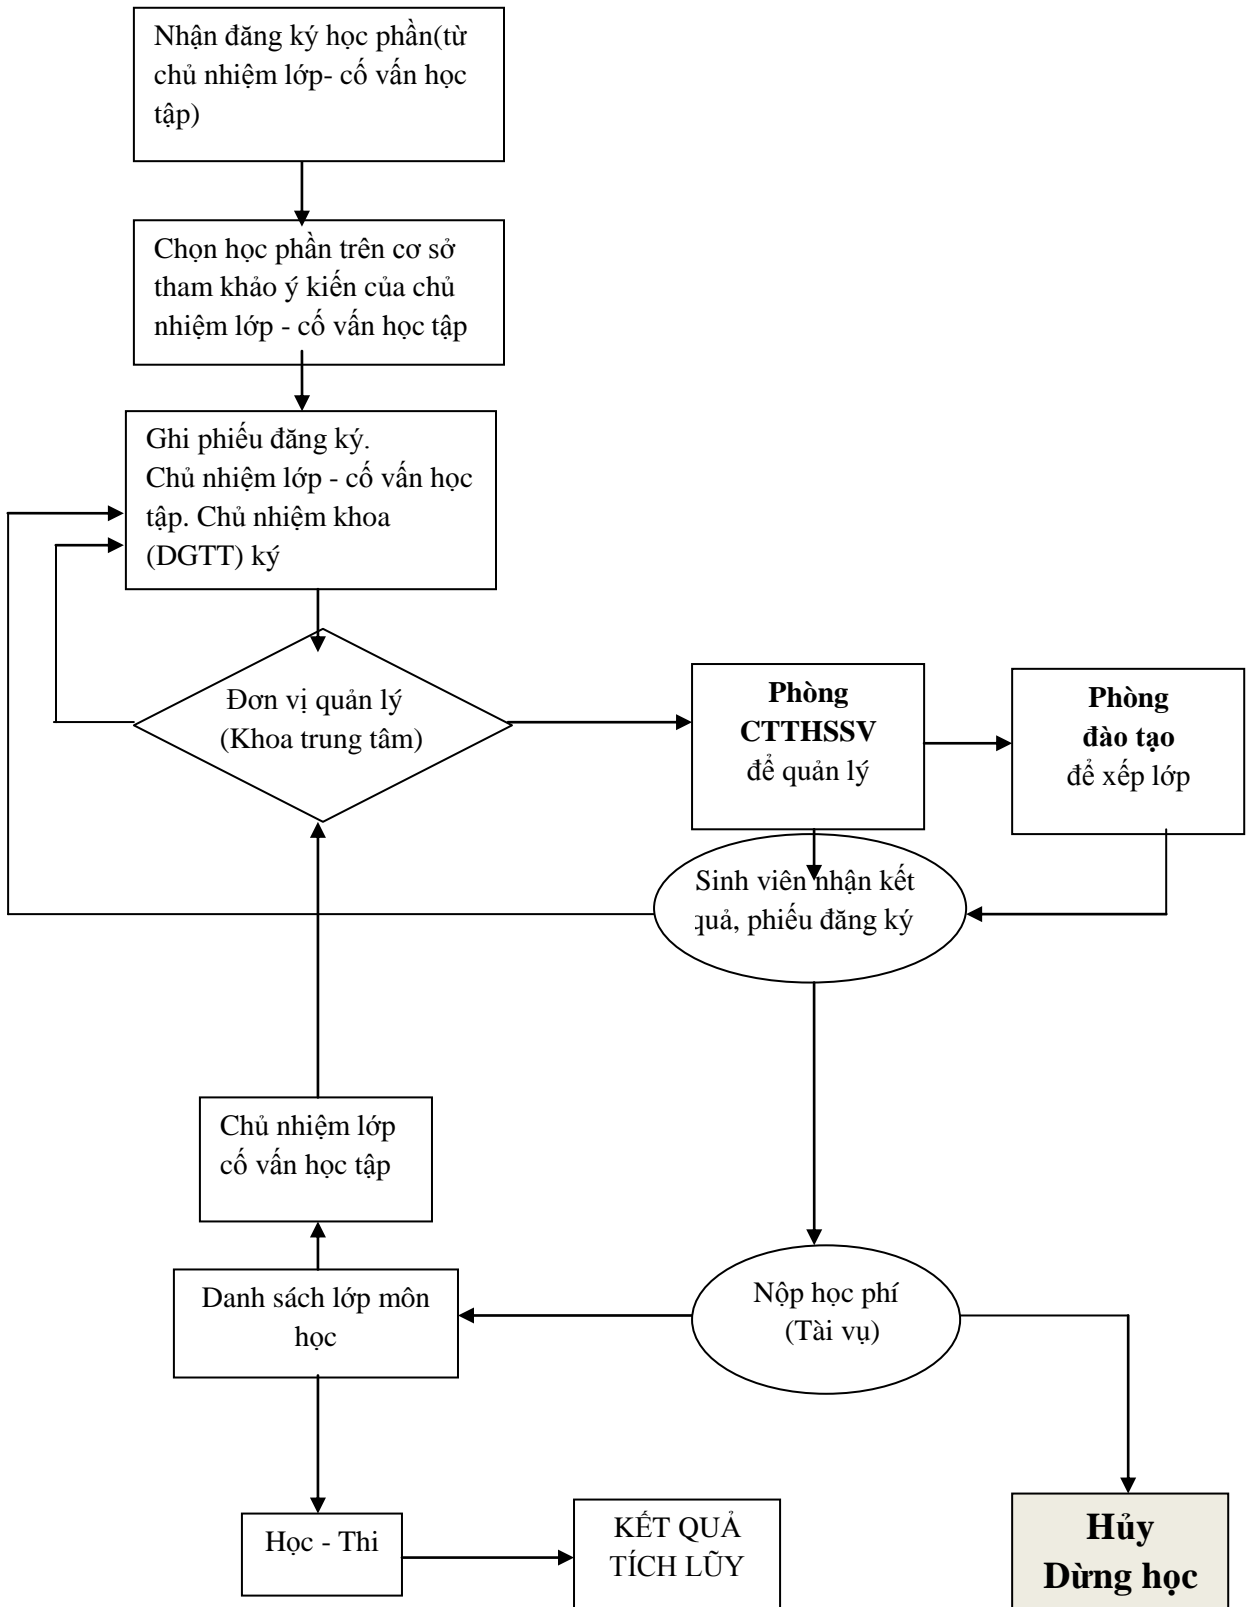 Nhận đăng ký học phần(từ
chủ nhiệm lớp- cố vấn học
tập)
Chọn học phần trên cơ sở
tham khảo ý kiến của chủ
nhiệm lớp - cố vấn học tập
Ghi phiếu đăng ký.
Chủ nhiệm lớp - cố vấn học
tập. Chủ nhiệm khoa
(DGTT) ký
Đơn vị quản lý
(Khoa trung tâm)
Phòng
CTTHSSV
để quản lý
Phòng
đào tạo
để xếp lớp
Sinh viên nhận kết
quả, phiếu đăng ký
Chủ nhiệm lớp
cố vấn học tập
Danh sách lớp môn
học
Nộp học phí
(Tài vụ)
Học - Thi
KẾT QUẢ
TÍCH LŨY
Hủy
Dừng học